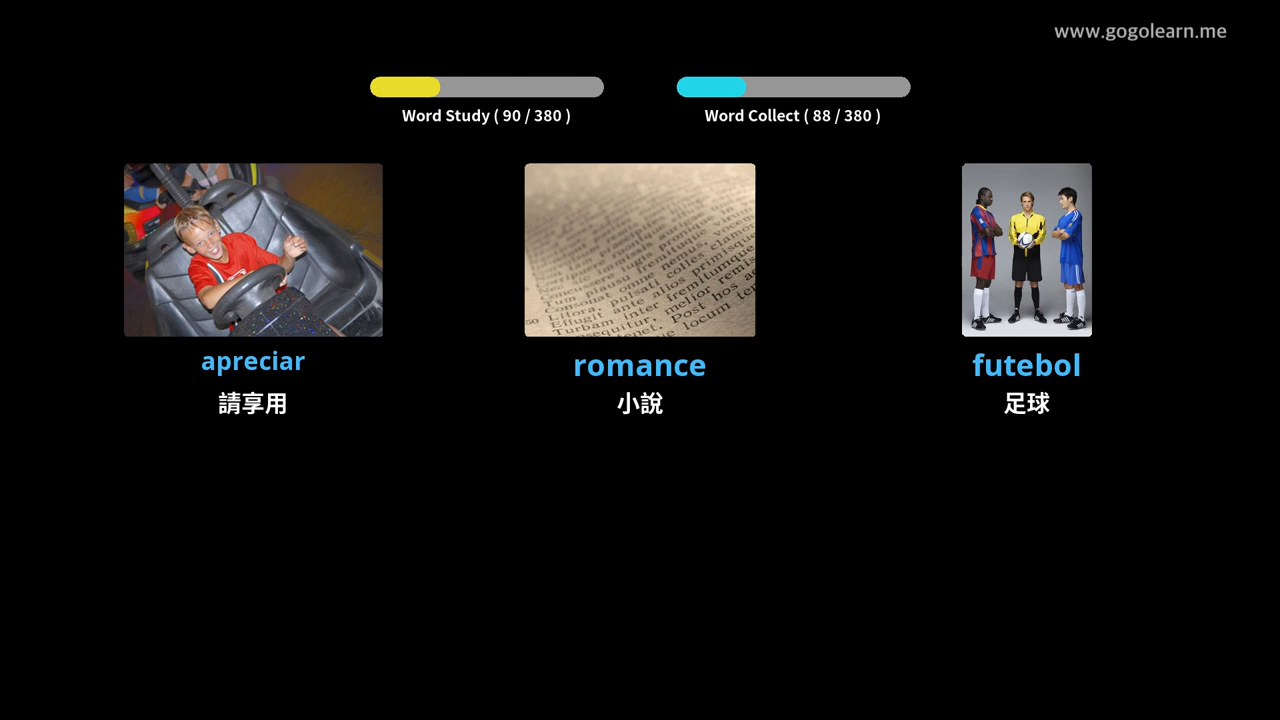 www.gogolearn.me
Word Study ( 90 / 380 )
Word Collect ( 88 / 380 )
apreciar
romance
futebol
請享用
小說
足球